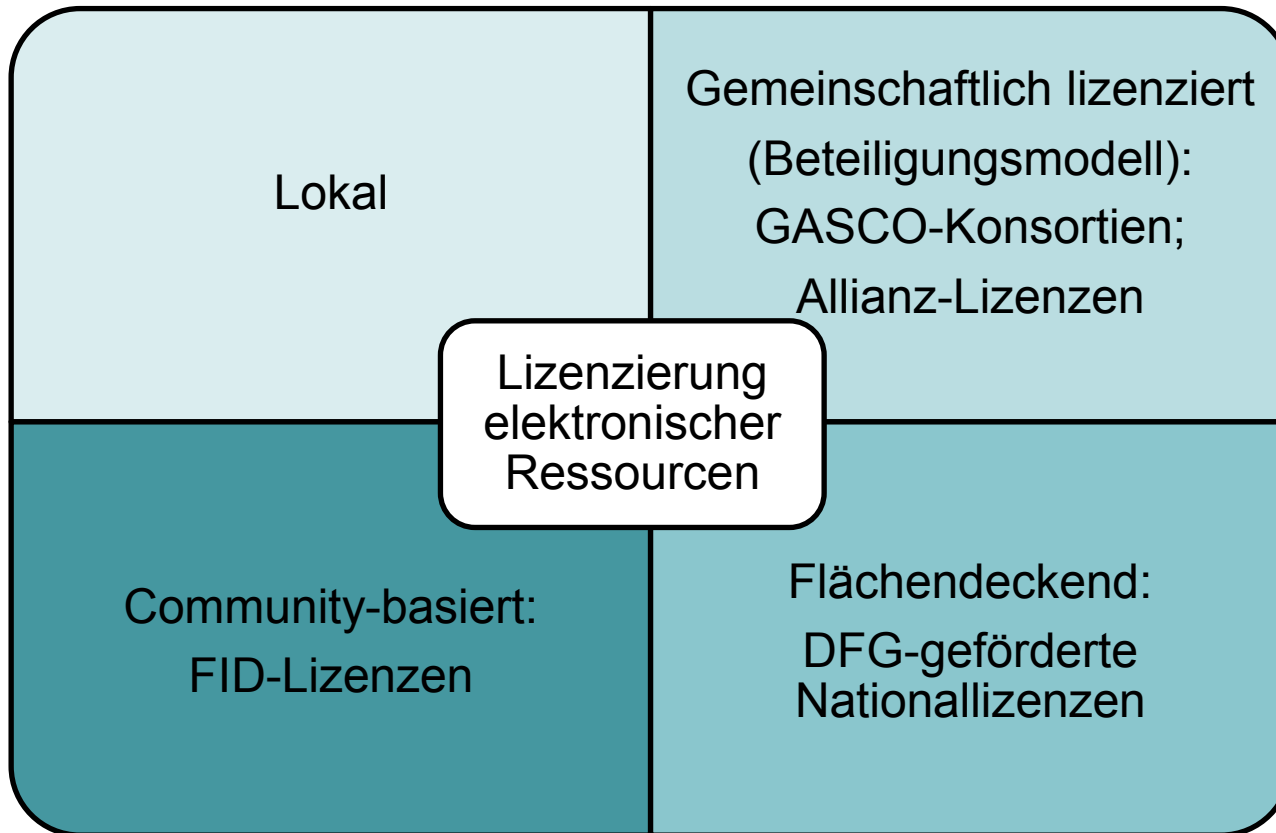 Lokal
Gemeinschaftlich lizenziert
(Beteiligungsmodell):
GASCO-Konsortien;
Allianz-Lizenzen
Lizenzierung
elektronischer
Ressourcen
Community-basiert:
FID-Lizenzen
Flächendeckend:
DFG-geförderte
Nationallizenzen